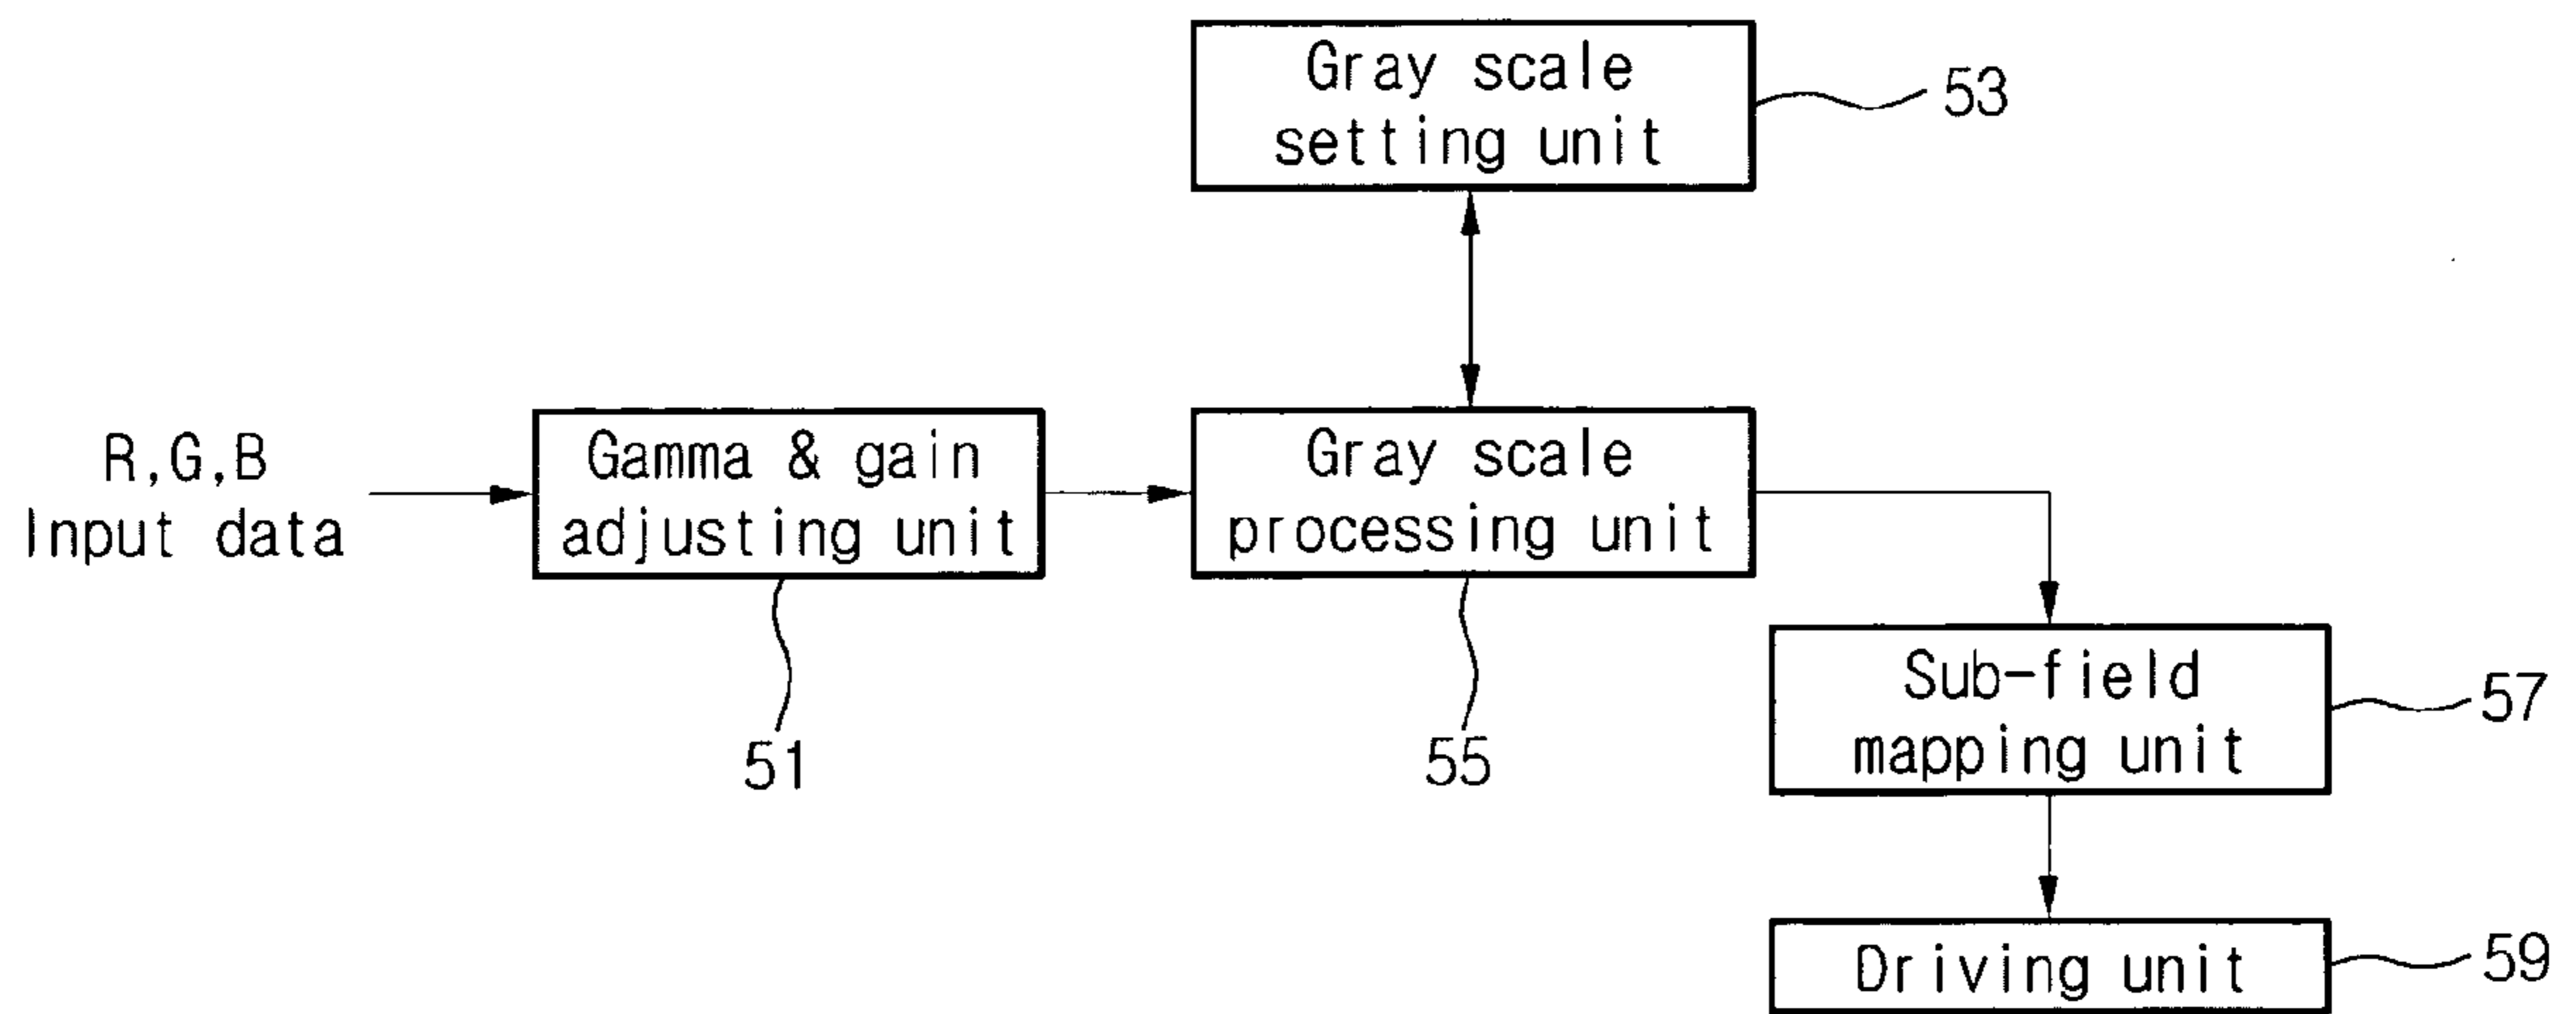 Gray scale
setting unit
53
R,G,B
Input data
Gamma & gain
adjusting unit
51
Gray scale
processing unit
55
Sub-field
mapping unit
57
Driving unit
59